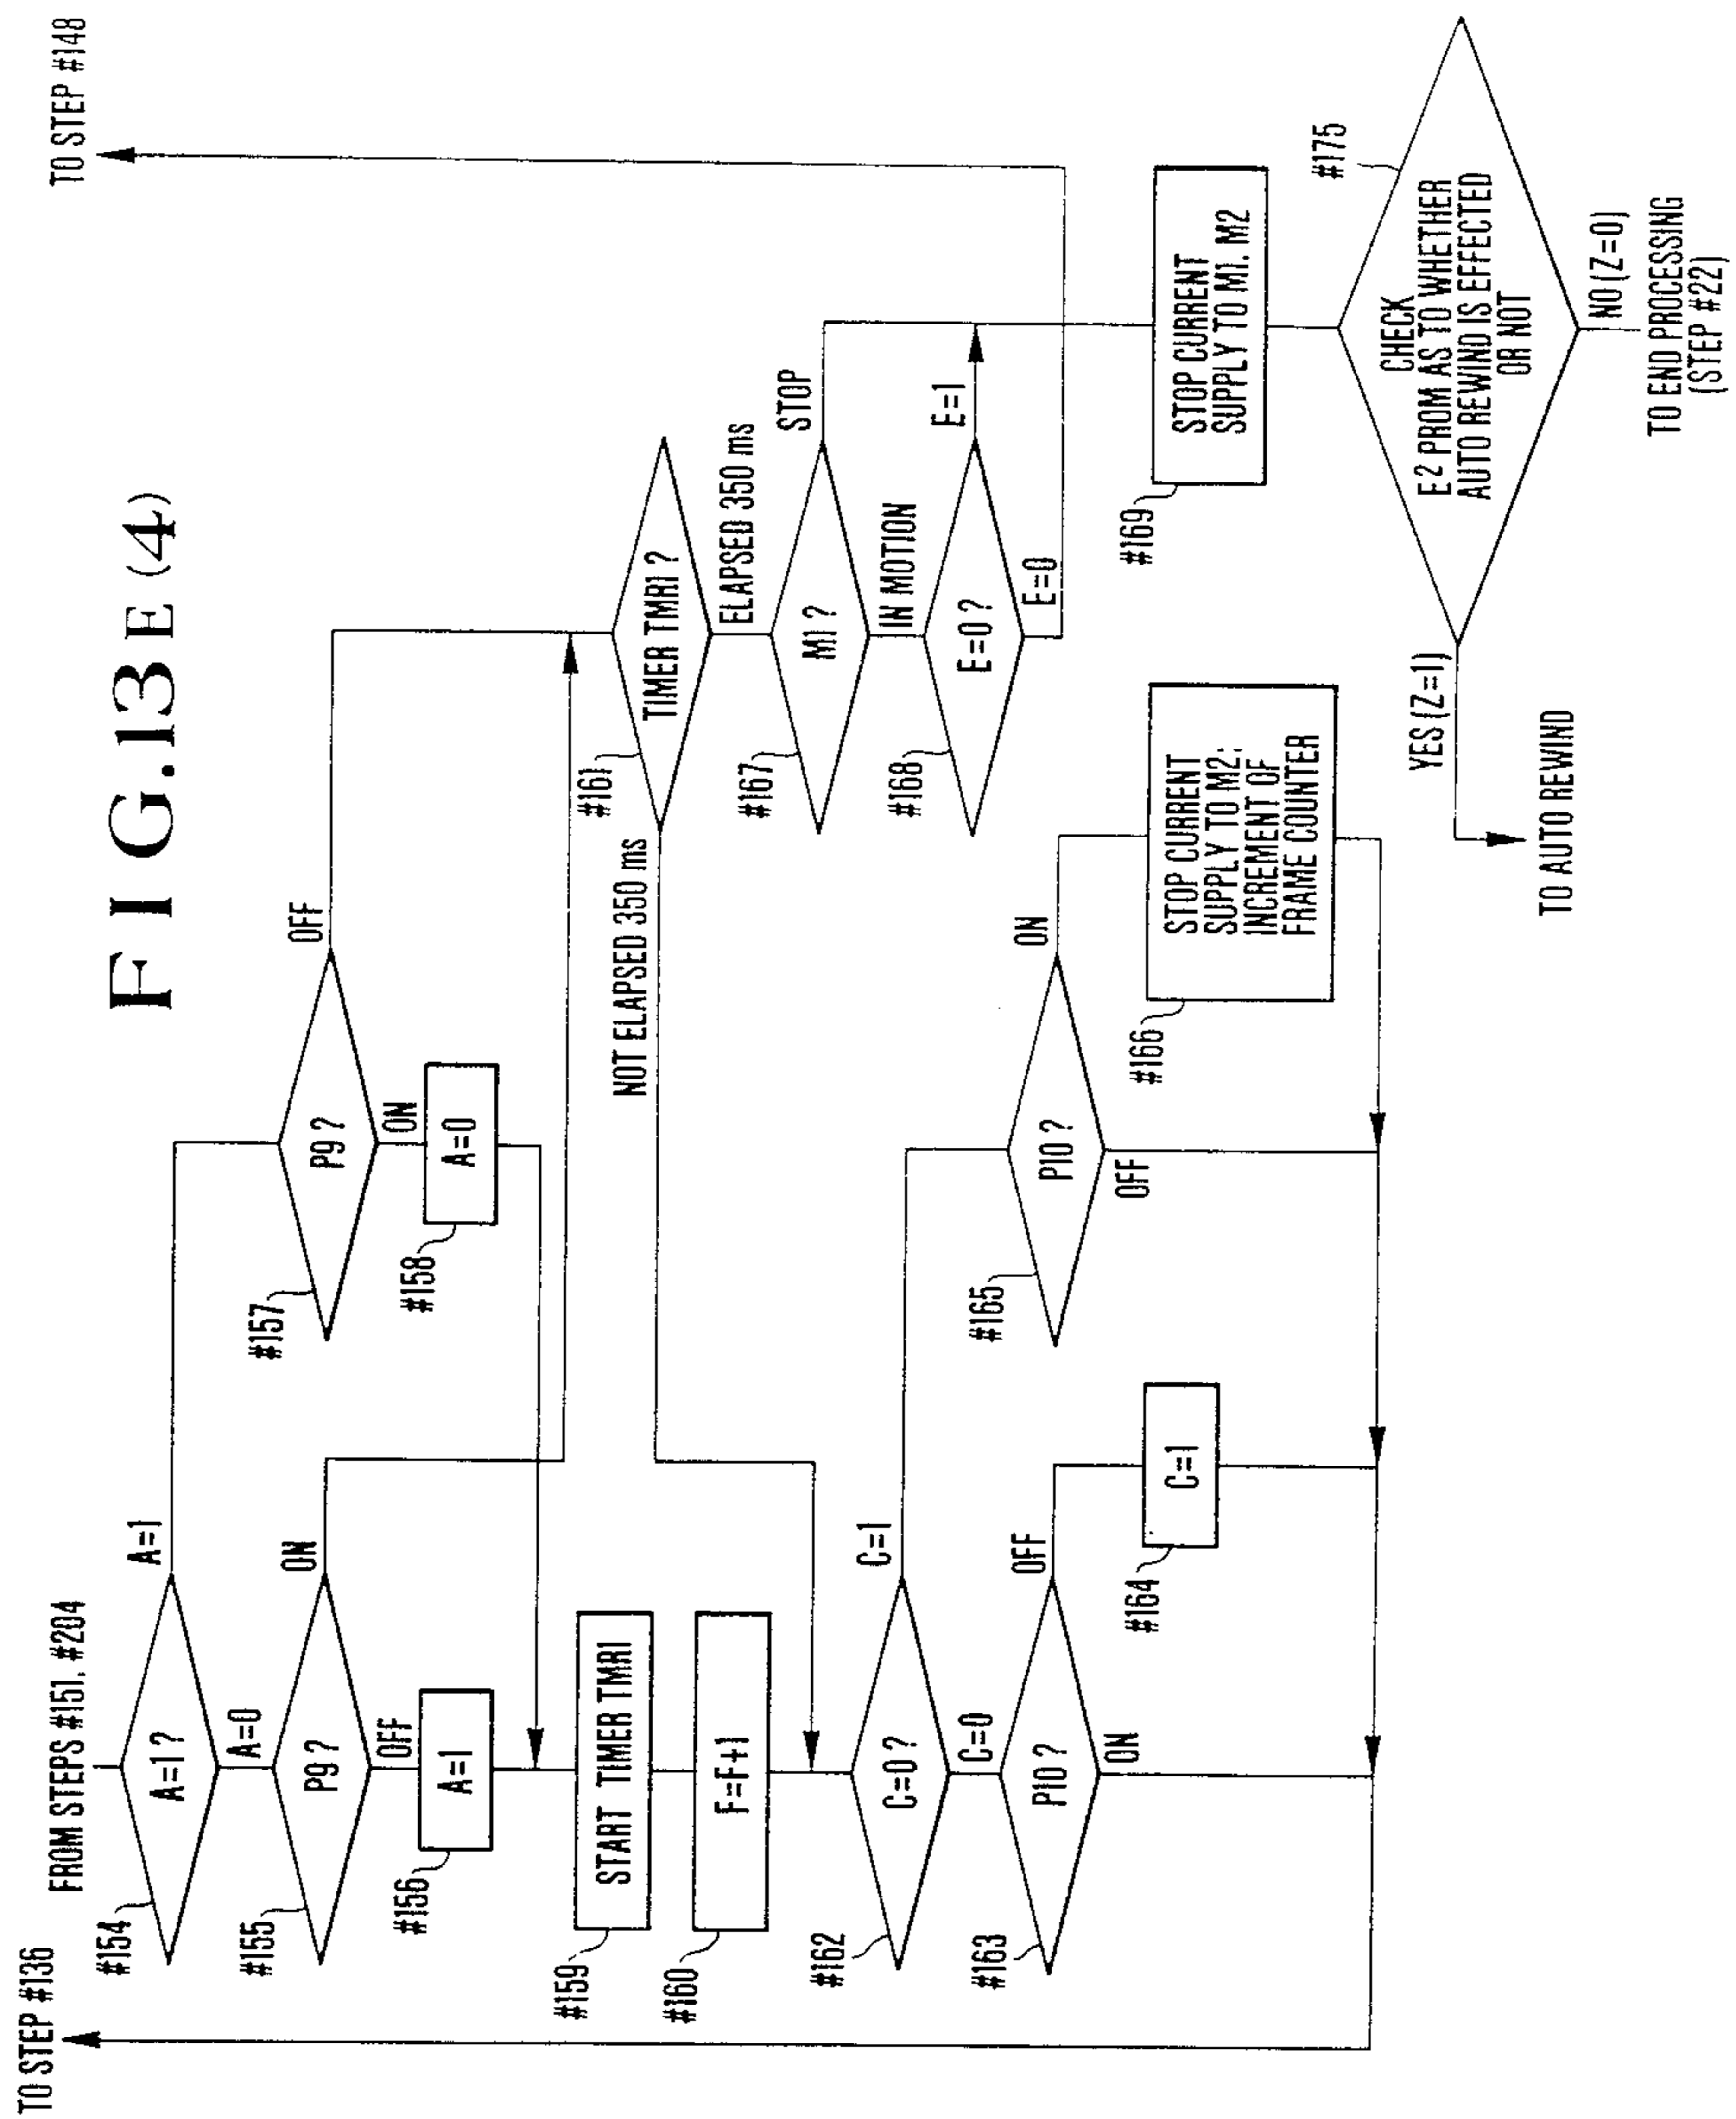 FIG.13E(4)
TO STEP #136
FROM STEPS #151, #204
TO STEP #148
#154
A=1?
A=1
A=0
#155
P9?
ON
OFF
#156
A=1
#157
P9?
OFF
ON
#158
A=0
#159
START TIMER TMR1
#160
F=F+1
#161
TIMER TMR1?
NOT ELAPSED 350 ms
ELAPSED 350 ms
#167
M1?
STOP
IN MOTION
#168
E=0?
E=1
E=0
#162
C=0?
C=1
C=0
#163
P10?
OFF
ON
#164
C=1
#165
P10?
ON
OFF
#166
STOP CURRENT
SUPPLY TO M2;
INCREMENT OF
FRAME COUNTER
#169
STOP CURRENT
SUPPLY TO M1, M2
#175
CHECK
E² PROM AS TO WHETHER
AUTO REWIND IS EFFECTED
OR NOT
YES (Z=1)
TO AUTO REWIND
NO (Z=0)
TO END PROCESSING
(STEP #22)